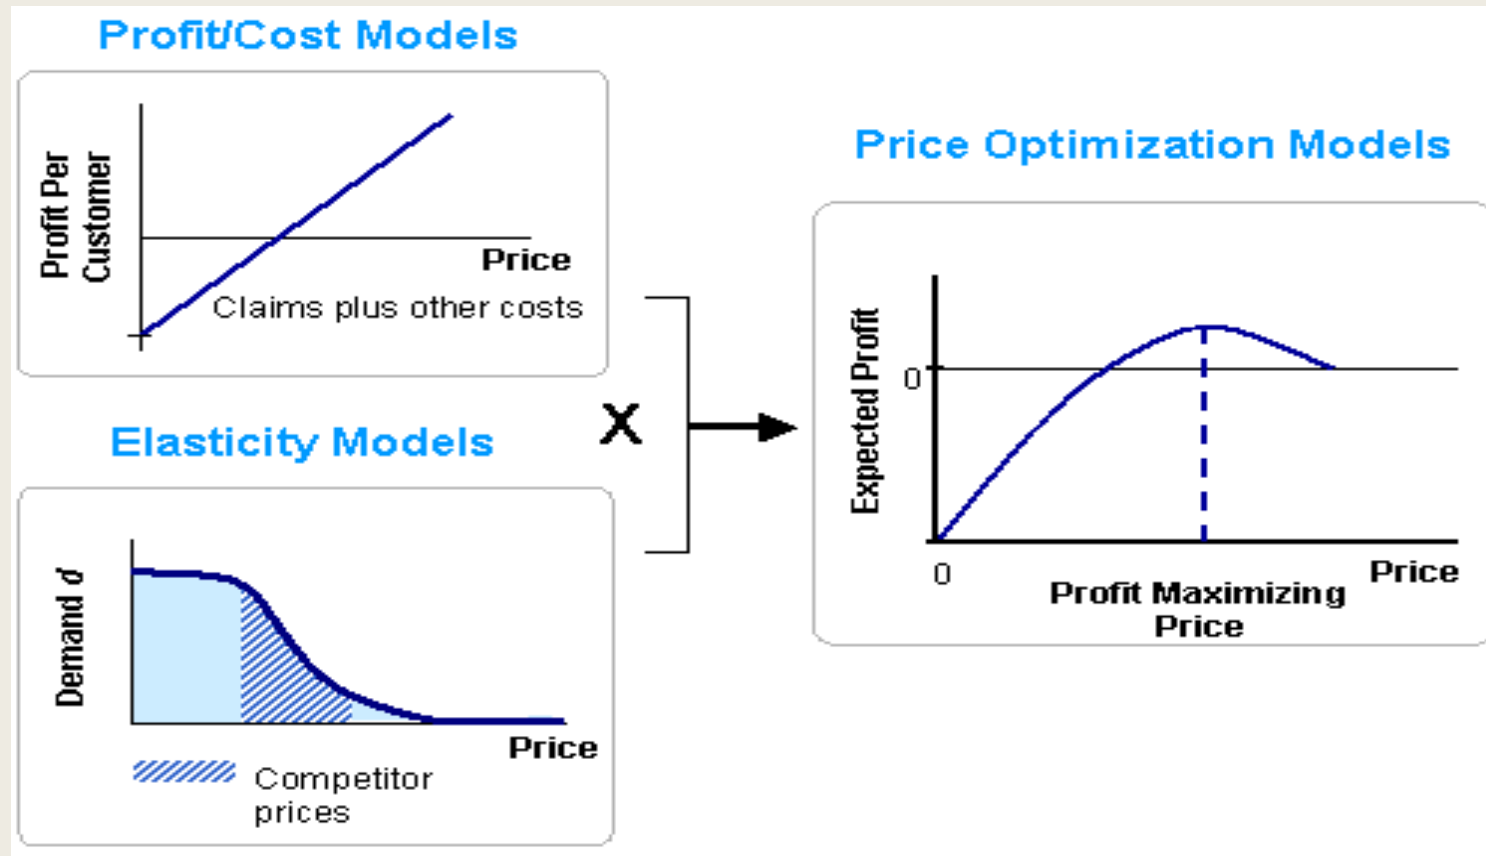 Profit/Cost Models
Profit Per
Customer
Price
Claims plus other costs
Elasticity Models
Demand d
Price
Competitor
prices
X
Price Optimization Models
Expected Profit
0
0
Price
Profit Maximizing
Price